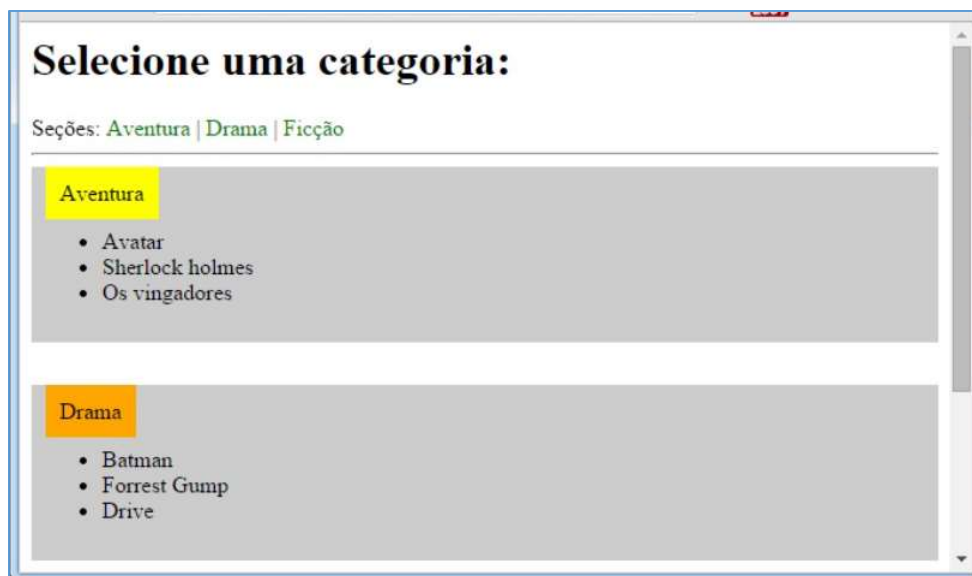 Selecione uma categoria:
Seções: Aventura | Drama | Ficção
Aventura
• Avatar
• Sherlock holmes
• Os vingadores
Drama
• Batman
• Forrest Gump
• Drive